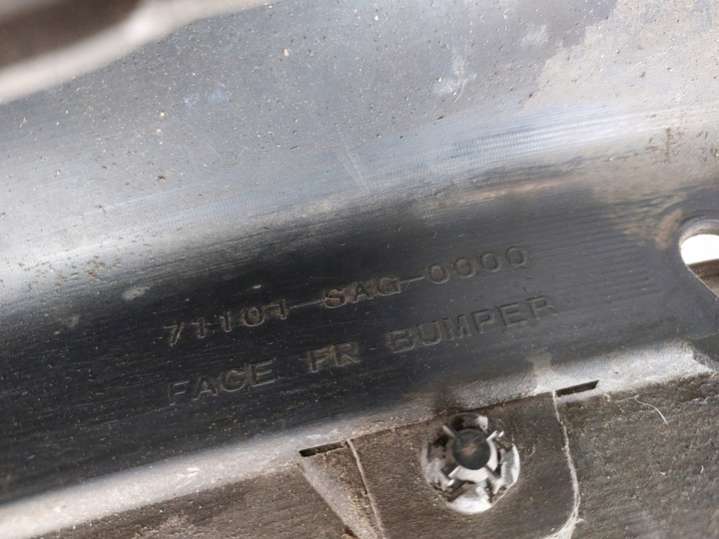 71101-SAG-0000
FACE FR BUMPER